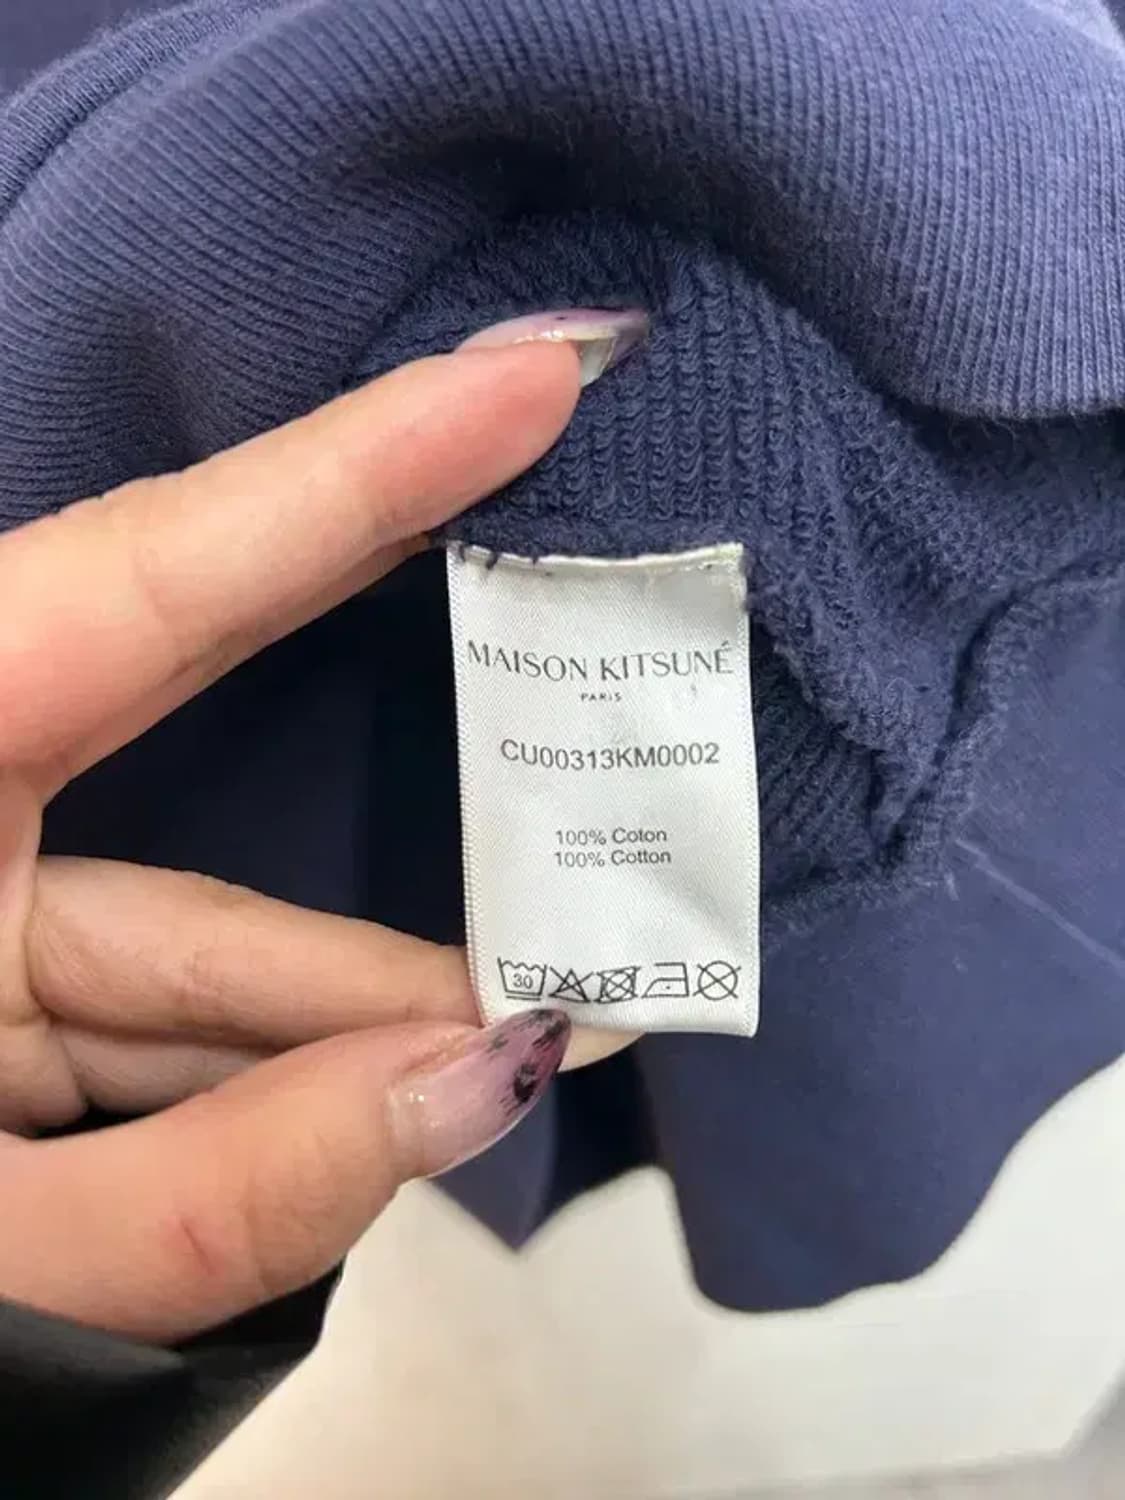 MAISON KITSUNÉ
PARIS
CU00313KM0002
100% Coton
100% Cotton
30